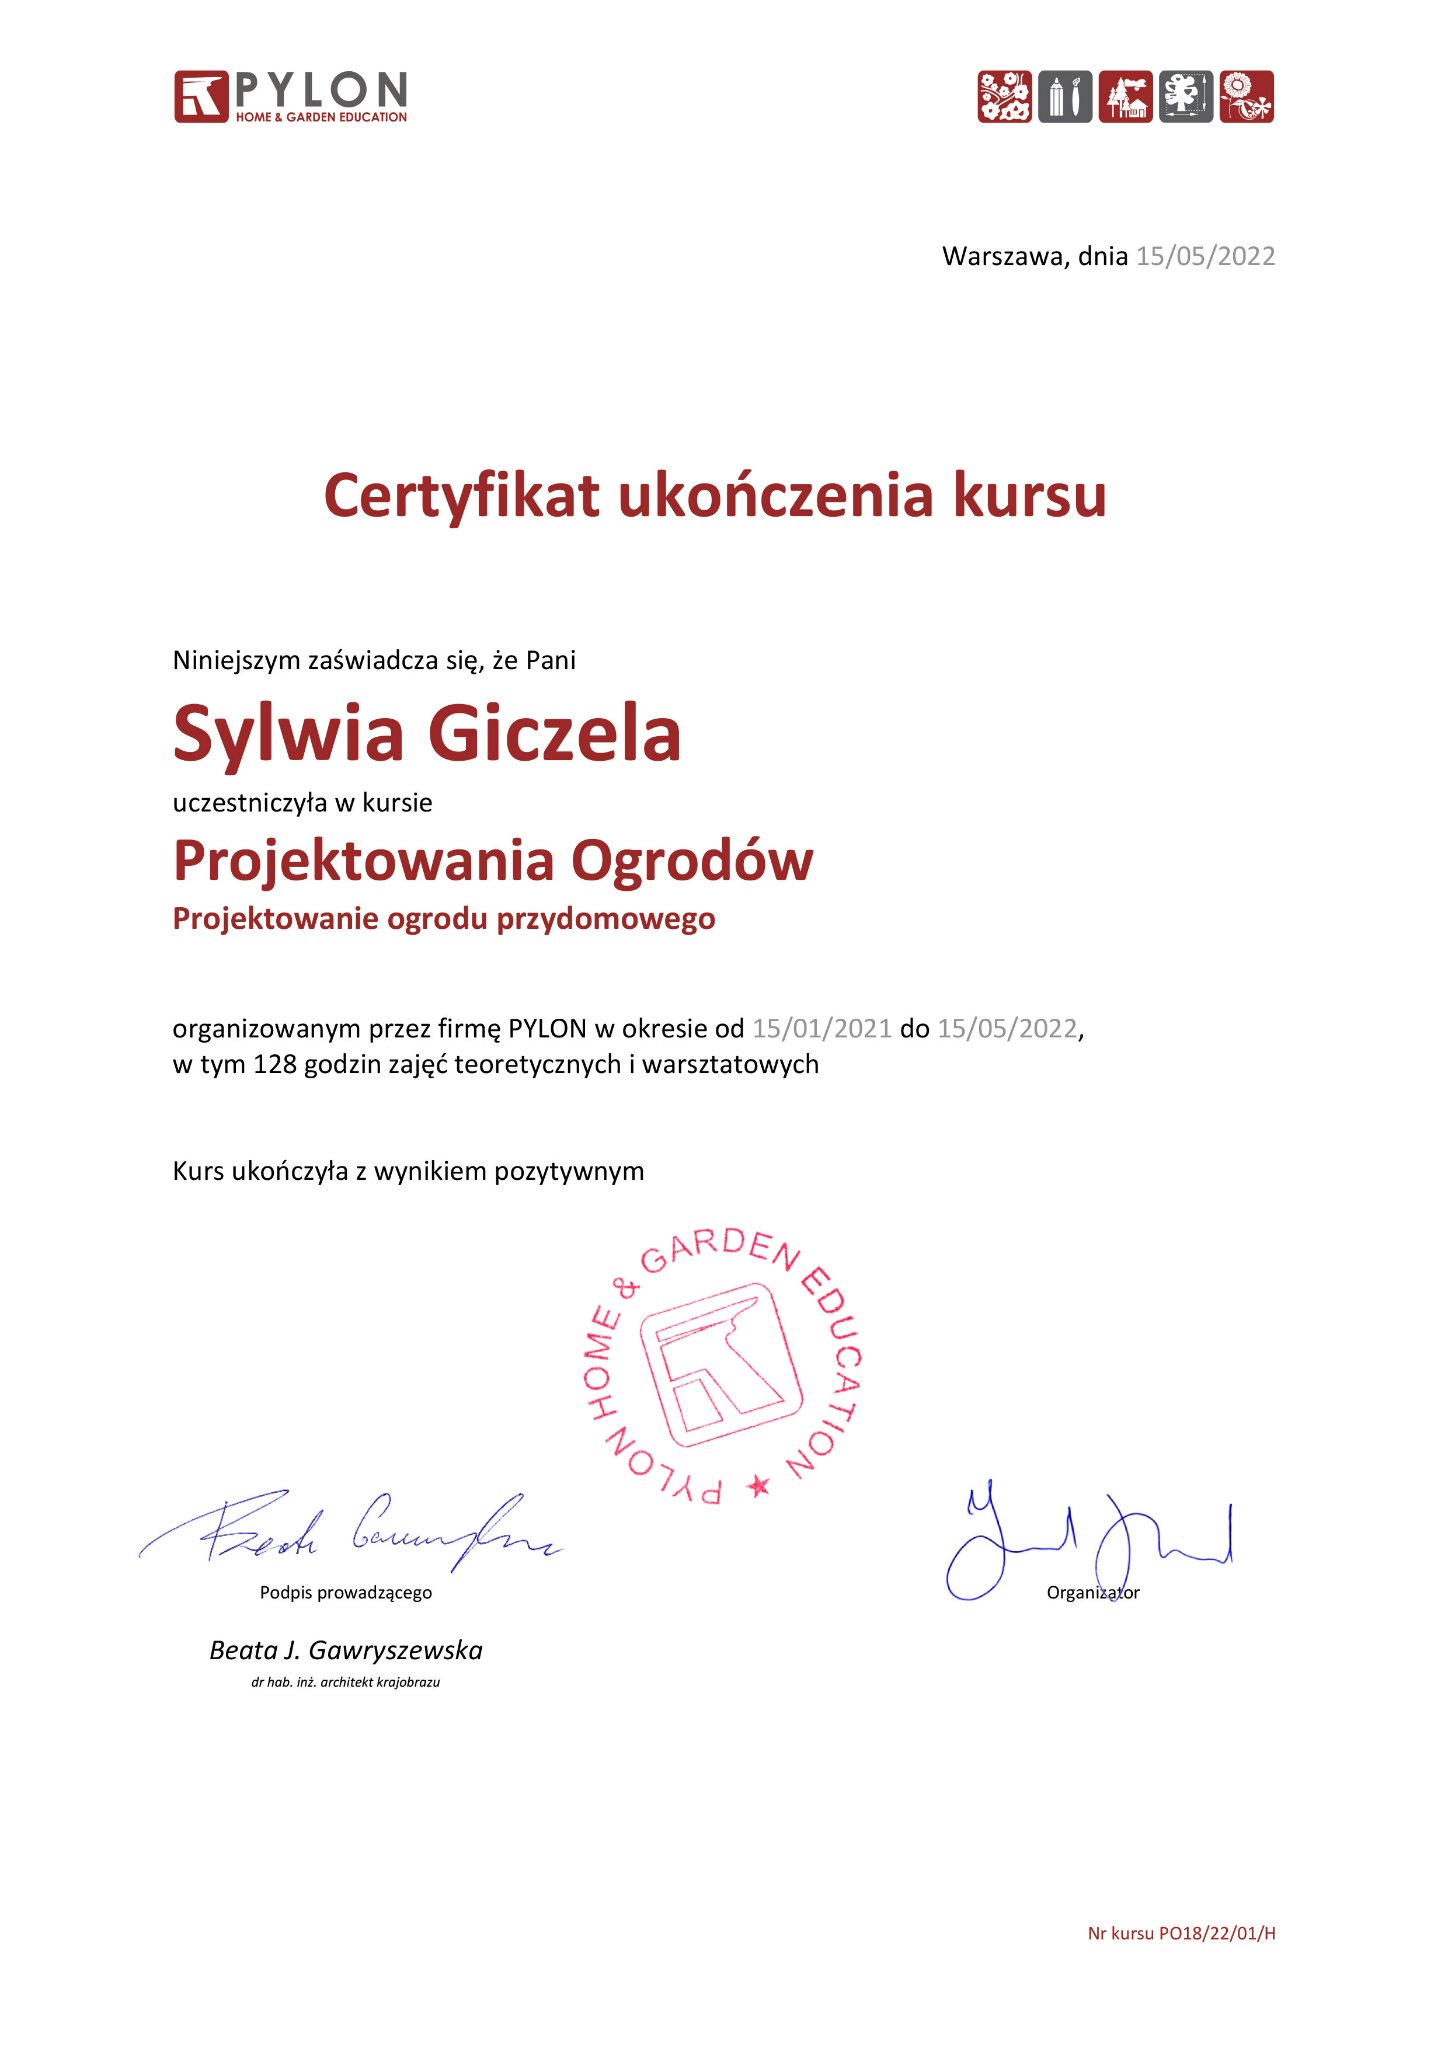 PYLON
HOME & GARDEN EDUCATION
Warszawa, dnia 15/05/2022
Certyfikat ukończenia kursu
Niniejszym zaświadcza się, że Pani
Sylwia Giczela
uczestniczyła w kursie
Projektowania Ogrodów
Projektowanie ogrodu przydomowego
organizowanym przez firmę PYLON w okresie od 15/01/2021 do 15/05/2022,
w tym 128 godzin zajęć teoretycznych i warsztatowych
Kurs ukończyła z wynikiem pozytywnym
PYLON HOME & GARDEN EDUCATION
Podpis prowadzącego
Organizator
Beata J. Gawryszewska
dr hab. inż. architekt krajobrazu
Nr kursu PO18/22/01/H